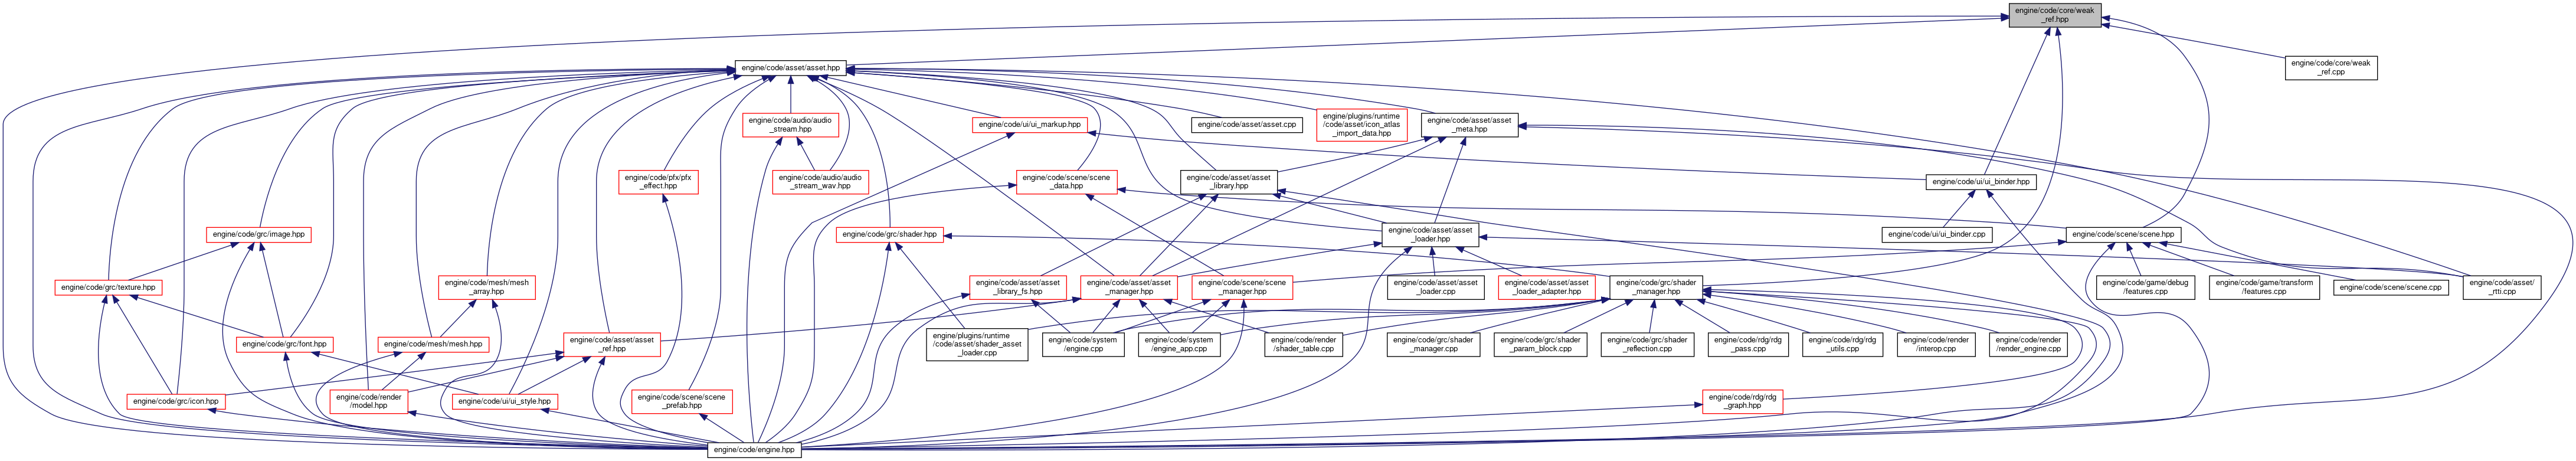 engine/code/core/weak
_ref.hpp
engine/code/asset/asset.hpp
engine/code/core/weak
_ref.cpp
engine/code/audio/audio
_stream.hpp
engine/code/ui/ui_markup.hpp
engine/code/asset/asset.cpp
engine/plugins/runtime
/code/asset/icon_atlas
_import_data.hpp
engine/code/asset/asset
_meta.hpp
engine/code/pfx/pfx
_effect.hpp
engine/code/audio/audio
_stream_wav.hpp
engine/code/scene/scene
_data.hpp
engine/code/asset/asset
_library.hpp
engine/code/ui/ui_binder.hpp
engine/code/grc/image.hpp
engine/code/grc/shader.hpp
engine/code/asset/asset
_loader.hpp
engine/code/ui/ui_binder.cpp
engine/code/scene/scene.hpp
engine/code/grc/texture.hpp
engine/code/mesh/mesh
_array.hpp
engine/code/asset/asset
_library_fs.hpp
engine/code/asset/asset
_manager.hpp
engine/code/scene/scene
_manager.hpp
engine/code/asset/asset
_loader.cpp
engine/code/asset/asset
_loader_adapter.hpp
engine/code/grc/shader
_manager.hpp
engine/code/game/debug
/features.cpp
engine/code/game/transform
/features.cpp
engine/code/scene/scene.cpp
engine/code/asset/
_rtti.cpp
engine/code/grc/font.hpp
engine/code/mesh/mesh.hpp
engine/code/asset/asset
_ref.hpp
engine/plugins/runtime
/code/asset/shader_asset
_loader.cpp
engine/code/system
/engine.cpp
engine/code/system
/engine_app.cpp
engine/code/render
/shader_table.cpp
engine/code/grc/shader
_manager.cpp
engine/code/grc/shader
_param_block.cpp
engine/code/grc/shader
_reflection.cpp
engine/code/rdg/rdg
_pass.cpp
engine/code/rdg/rdg
_utils.cpp
engine/code/render
/interop.cpp
engine/code/render
/render_engine.cpp
engine/code/grc/icon.hpp
engine/code/render
/model.hpp
engine/code/ui/ui_style.hpp
engine/code/scene/scene
_prefab.hpp
engine/code/rdg/rdg
_graph.hpp
engine/code/engine.hpp